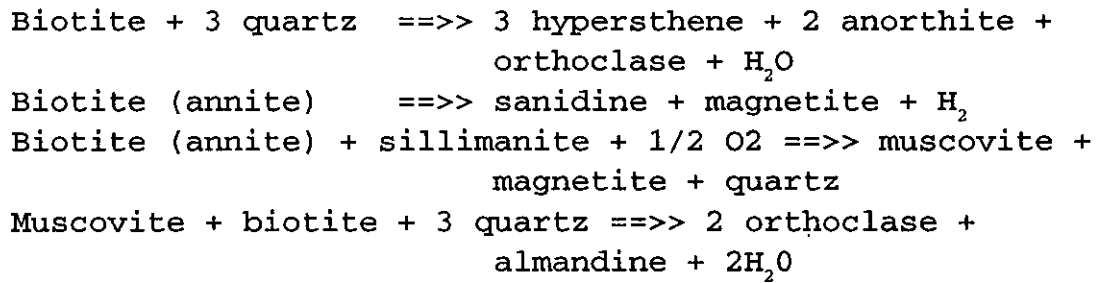 Biotite + 3 quartz ==>> 3 hypersthene + 2 anorthite +
orthoclase + H₂O
Biotite (annite) ==>> sanidine + magnetite + H₂
Biotite (annite) + sillimanite + 1/2 O2 ==>> muscovite +
magnetite + quartz
Muscovite + biotite + 3 quartz ==>> 2 orthoclase +
almandine + 2H₂0